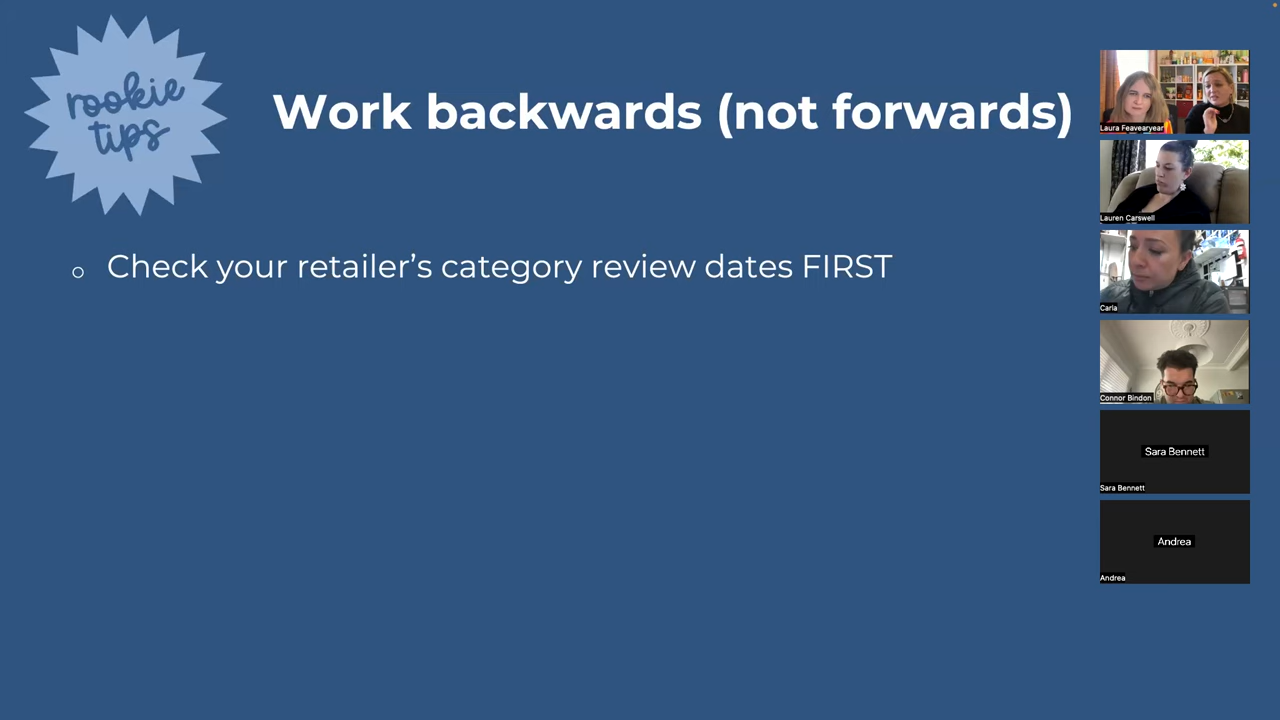 rookie
tips
Work backwards (not forwards)
○ Check your retailer's category review dates FIRST
Laura Feavearyear
Lauren Carswell
Carla
Connor Bindon
Sara Bennett
Sara Bennett
Andrea
Andrea